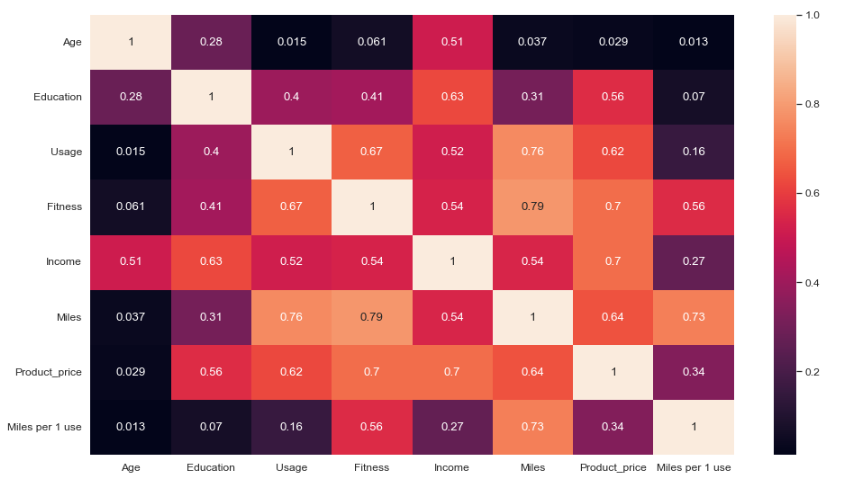 1.0
Age 1 0.28 0.015 0.061 0.51 0.037 0.029 0.013
Education 0.28 1 0.4 0.41 0.63 0.31 0.56 0.07
0.8
Usage 0.015 0.4 1 0.67 0.52 0.76 0.62 0.16
0.6
Fitness 0.061 0.41 0.67 1 0.54 0.79 0.7 0.56
Income 0.51 0.63 0.52 0.54 1 0.54 0.7 0.27
0.4
Miles 0.037 0.31 0.76 0.79 0.54 1 0.64 0.73
Product_price 0.029 0.56 0.62 0.7 0.7 0.64 1 0.34
0.2
Miles per 1 use 0.013 0.07 0.16 0.56 0.27 0.73 0.34 1
Age Education Usage Fitness Income Miles Product_price Miles per 1 use